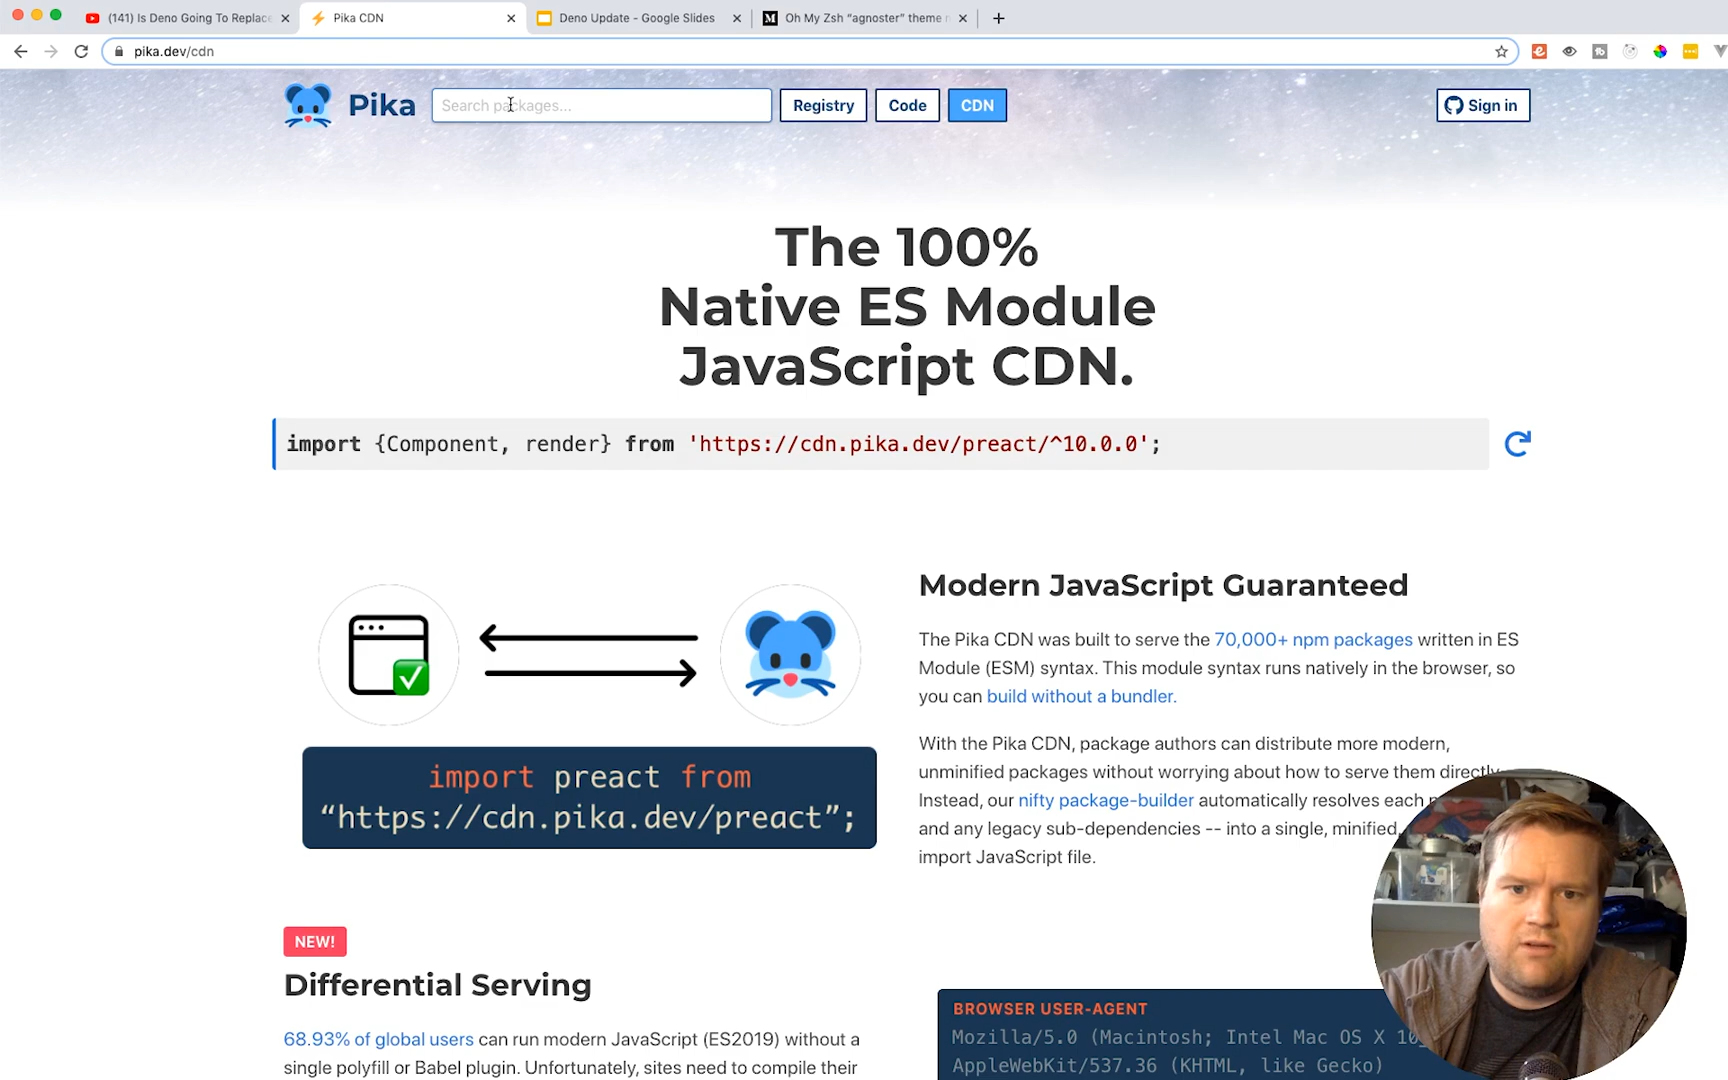 (141) Is Deno Going To Replace
Pika CDN
Deno Update - Google Slides
Oh My Zsh “agnoster” theme
pika.dev/cdn
Pika
Search packages...
Registry
Code
CDN
Sign in
The 100%
Native ES Module
JavaScript CDN.
import {Component, render} from 'https://cdn.pika.dev/preact/^10.0.0';
import preact from
“https://cdn.pika.dev/preact”;
Modern JavaScript Guaranteed
The Pika CDN was built to serve the 70,000+ npm packages written in ES
Module (ESM) syntax. This module syntax runs natively in the browser, so
you can build without a bundler.
With the Pika CDN, package authors can distribute more modern,
unminified packages without worrying about how to serve them directly.
Instead, our nifty package-builder automatically resolves each
and any legacy sub-dependencies -- into a single, minified,
import JavaScript file.
NEW!
Differential Serving
68.93% of global users can run modern JavaScript (ES2019) without a
single polyfill or Babel plugin. Unfortunately, sites need to compile their
BROWSER USER-AGENT
Mozilla/5.0 (Macintosh; Intel Mac OS X
AppleWebKit/537.36 (KHTML, like Gecko)